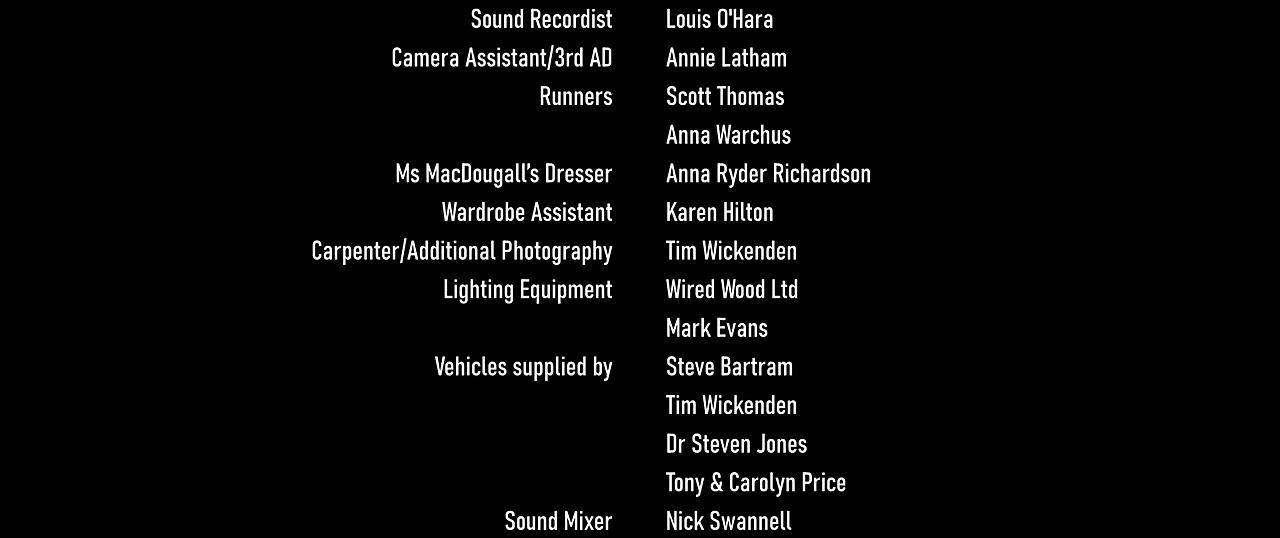 Sound Recordist Louis O'Hara
Camera Assistant/3rd AD Annie Latham
Runners Scott Thomas
Anna Warchus
Ms MacDougall's Dresser Anna Ryder Richardson
Wardrobe Assistant Karen Hilton
Carpenter/Additional Photography Tim Wickenden
Lighting Equipment Wired Wood Ltd
Mark Evans
Vehicles supplied by Steve Bartram
Tim Wickenden
Dr Steven Jones
Tony & Carolyn Price
Sound Mixer Nick Swannell